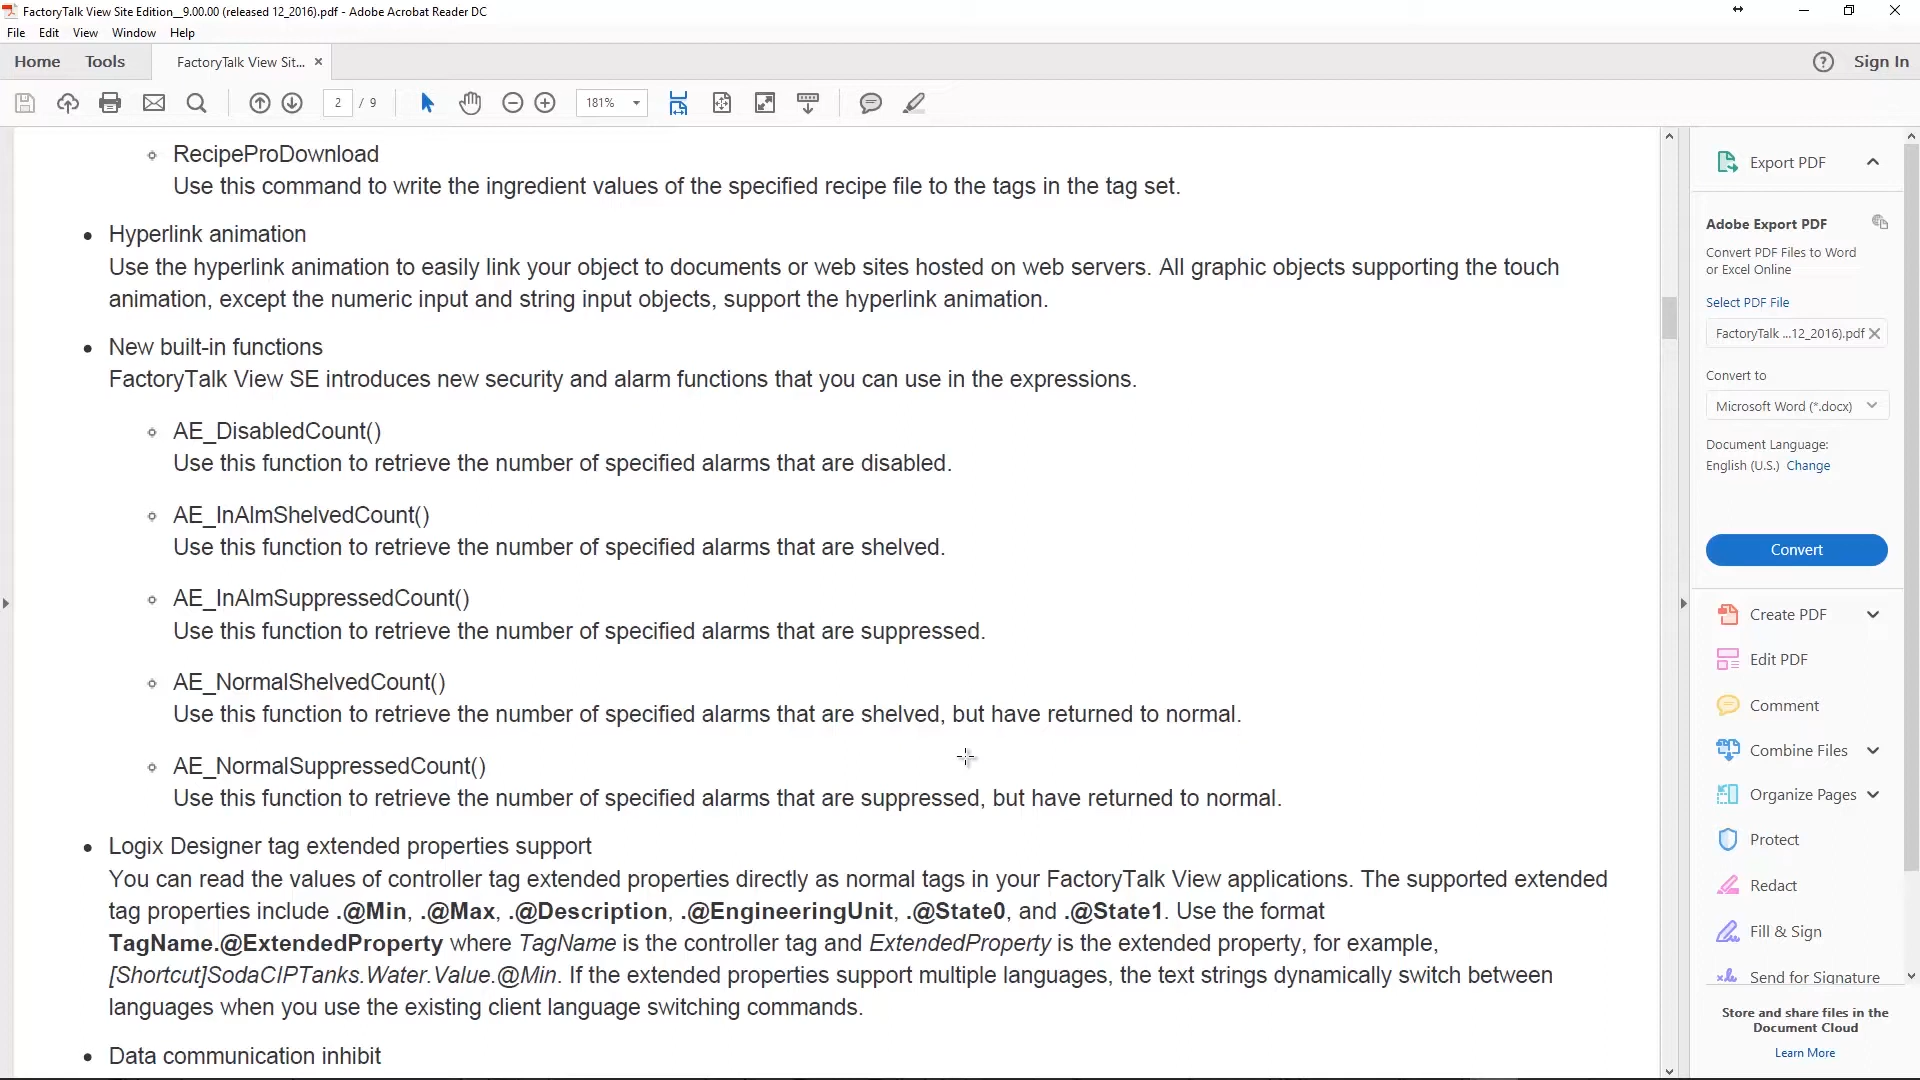 FactoryTalk View Site Edition__9.00.00 (released 12_2016).pdf - Adobe Acrobat Reader DC
File Edit View Window Help
Home Tools FactoryTalk View Sit... × Sign In
2 / 9 181%
RecipeProDownload
Use this command to write the ingredient values of the specified recipe file to the tags in the tag set.
Hyperlink animation
Use the hyperlink animation to easily link your object to documents or web sites hosted on web servers. All graphic objects supporting the touch
animation, except the numeric input and string input objects, support the hyperlink animation.
New built-in functions
FactoryTalk View SE introduces new security and alarm functions that you can use in the expressions.
AE_DisabledCount()
Use this function to retrieve the number of specified alarms that are disabled.
AE_InAlmShelvedCount()
Use this function to retrieve the number of specified alarms that are shelved.
AE_InAlmSuppressedCount()
Use this function to retrieve the number of specified alarms that are suppressed.
AE_NormalShelvedCount()
Use this function to retrieve the number of specified alarms that are shelved, but have returned to normal.
AE_NormalSuppressedCount()
Use this function to retrieve the number of specified alarms that are suppressed, but have returned to normal.
Logix Designer tag extended properties support
You can read the values of controller tag extended properties directly as normal tags in your FactoryTalk View applications. The supported extended
tag properties include .@Min, .@Max, .@Description, .@EngineeringUnit, .@State0, and .@State1. Use the format
TagName.@ExtendedProperty where TagName is the controller tag and ExtendedProperty is the extended property, for example,
[Shortcut]SodaCIPTanks.Water.Value.@Min. If the extended properties support multiple languages, the text strings dynamically switch between
languages when you use the existing client language switching commands.
Data communication inhibit
Export PDF
Adobe Export PDF
Convert PDF Files to Word
or Excel Online
Select PDF File
FactoryTalk ...12_2016).pdf
Convert to
Microsoft Word (*.docx)
Document Language:
English (U.S.) Change
Convert
Create PDF
Edit PDF
Comment
Combine Files
Organize Pages
Protect
Redact
Fill & Sign
Send for Signature
Store and share files in the
Document Cloud
Learn More